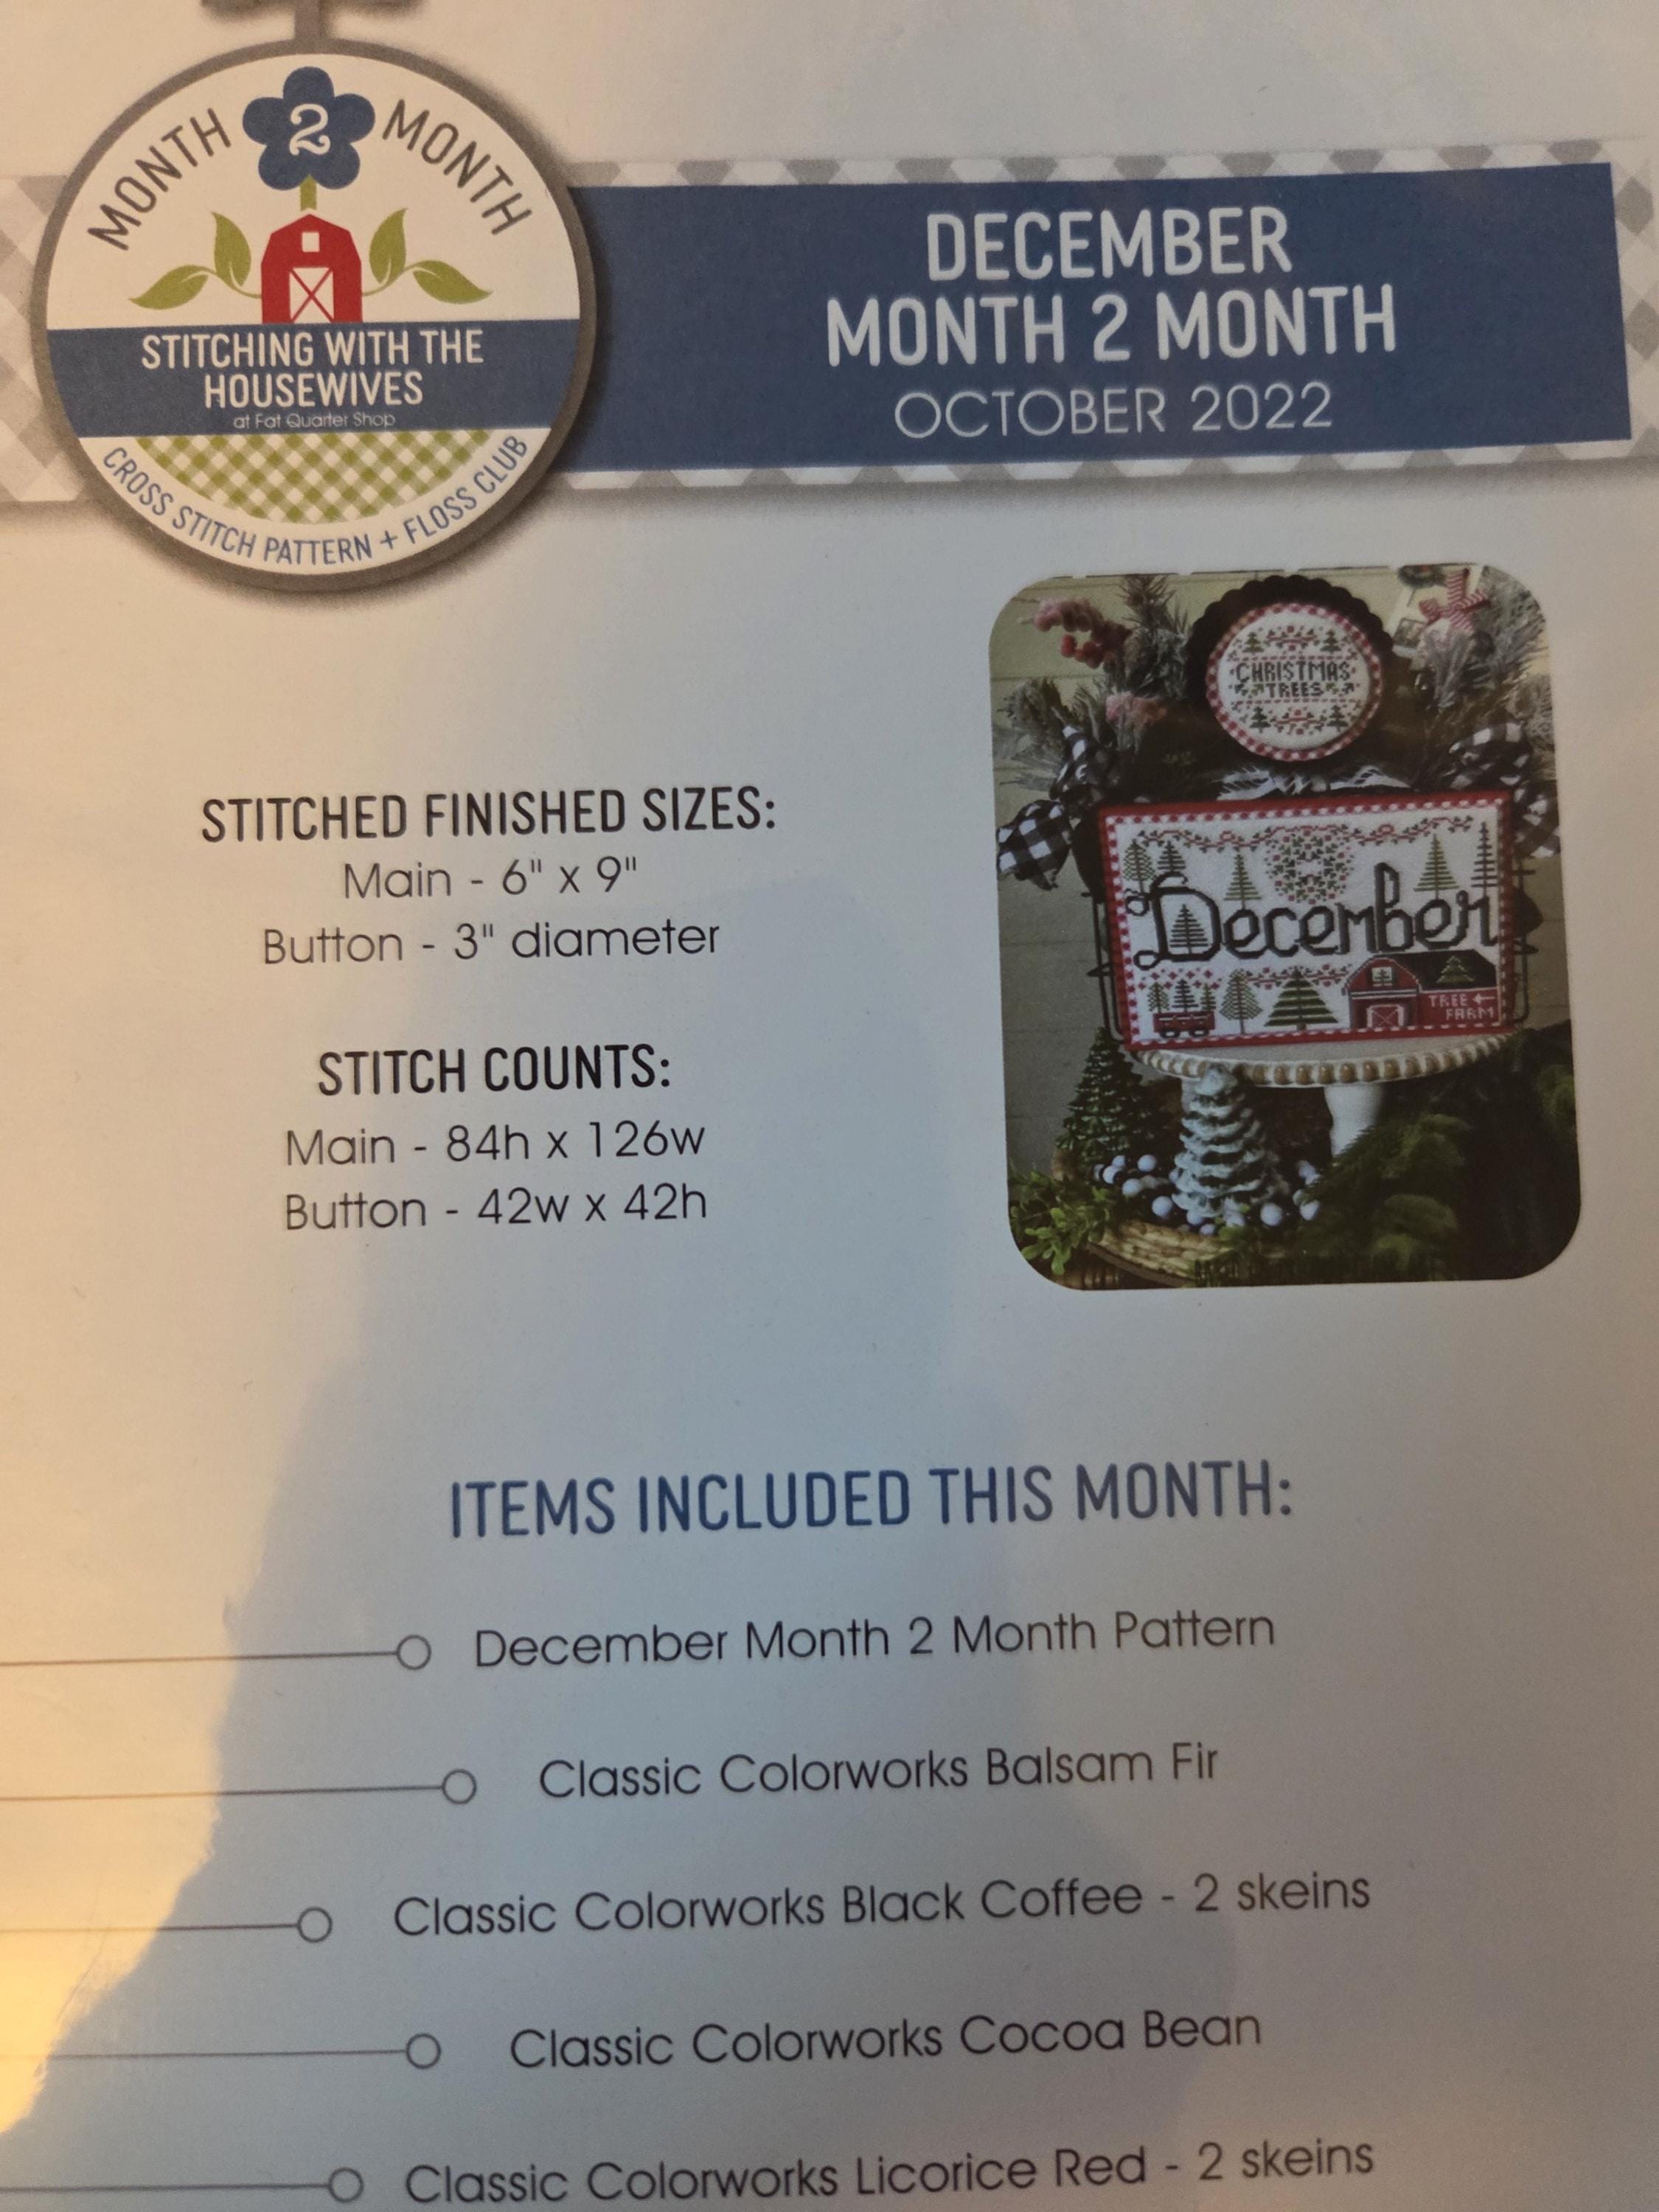 MONTH 2 MONTH
STITCHING WITH THE
HOUSEWIVES
at Fat Quarter Shop
CROSS STITCH PATTERN + FLOSS CLUB
DECEMBER
MONTH 2 MONTH
OCTOBER 2022
CHRISTMAS
TREES
December
TREE
FARM
STITCHED FINISHED SIZES:
Main - 6" x 9"
Button - 3" diameter
STITCH COUNTS:
Main - 84h x 126w
Button - 42w x 42h
ITEMS INCLUDED THIS MONTH:
December Month 2 Month Pattern
Classic Colorworks Balsam Fir
Classic Colorworks Black Coffee - 2 skeins
Classic Colorworks Cocoa Bean
Classic Colorworks Licorice Red - 2 skeins